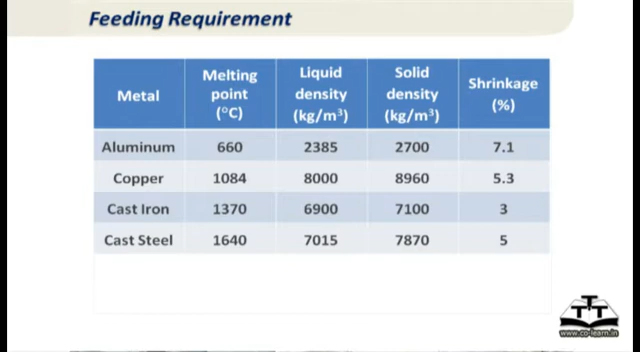 Feeding Requirement
Metal Melting point (°C) Liquid density (kg/m³) Solid density (kg/m³) Shrinkage (%)
Aluminum 660 2385 2700 7.1
Copper 1084 8000 8960 5.3
Cast Iron 1370 6900 7100 3
Cast Steel 1640 7015 7870 5
TTT
www.co-learn.in